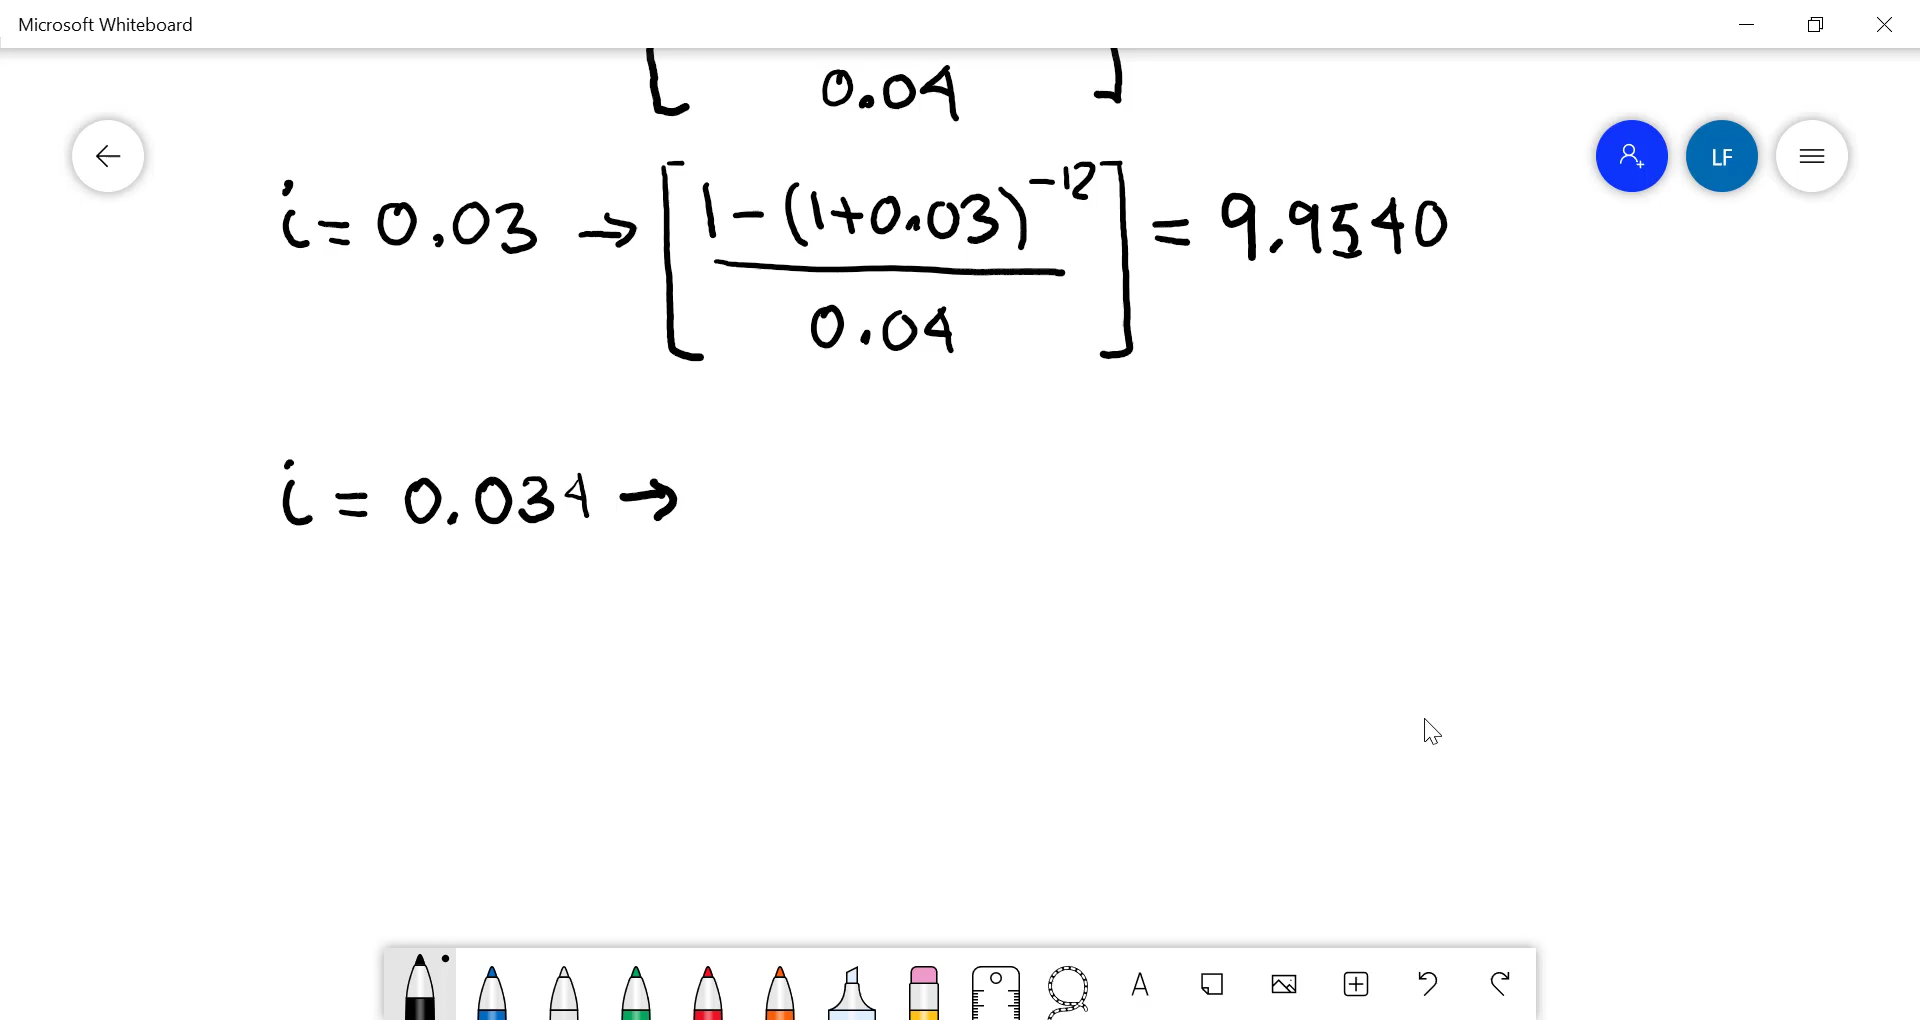 Microsoft Whiteboard
0.04
i = 0.03 → [1-(1+0.03)^-12 / 0.04] = 9.9540
LF
i = 0.034 →
A